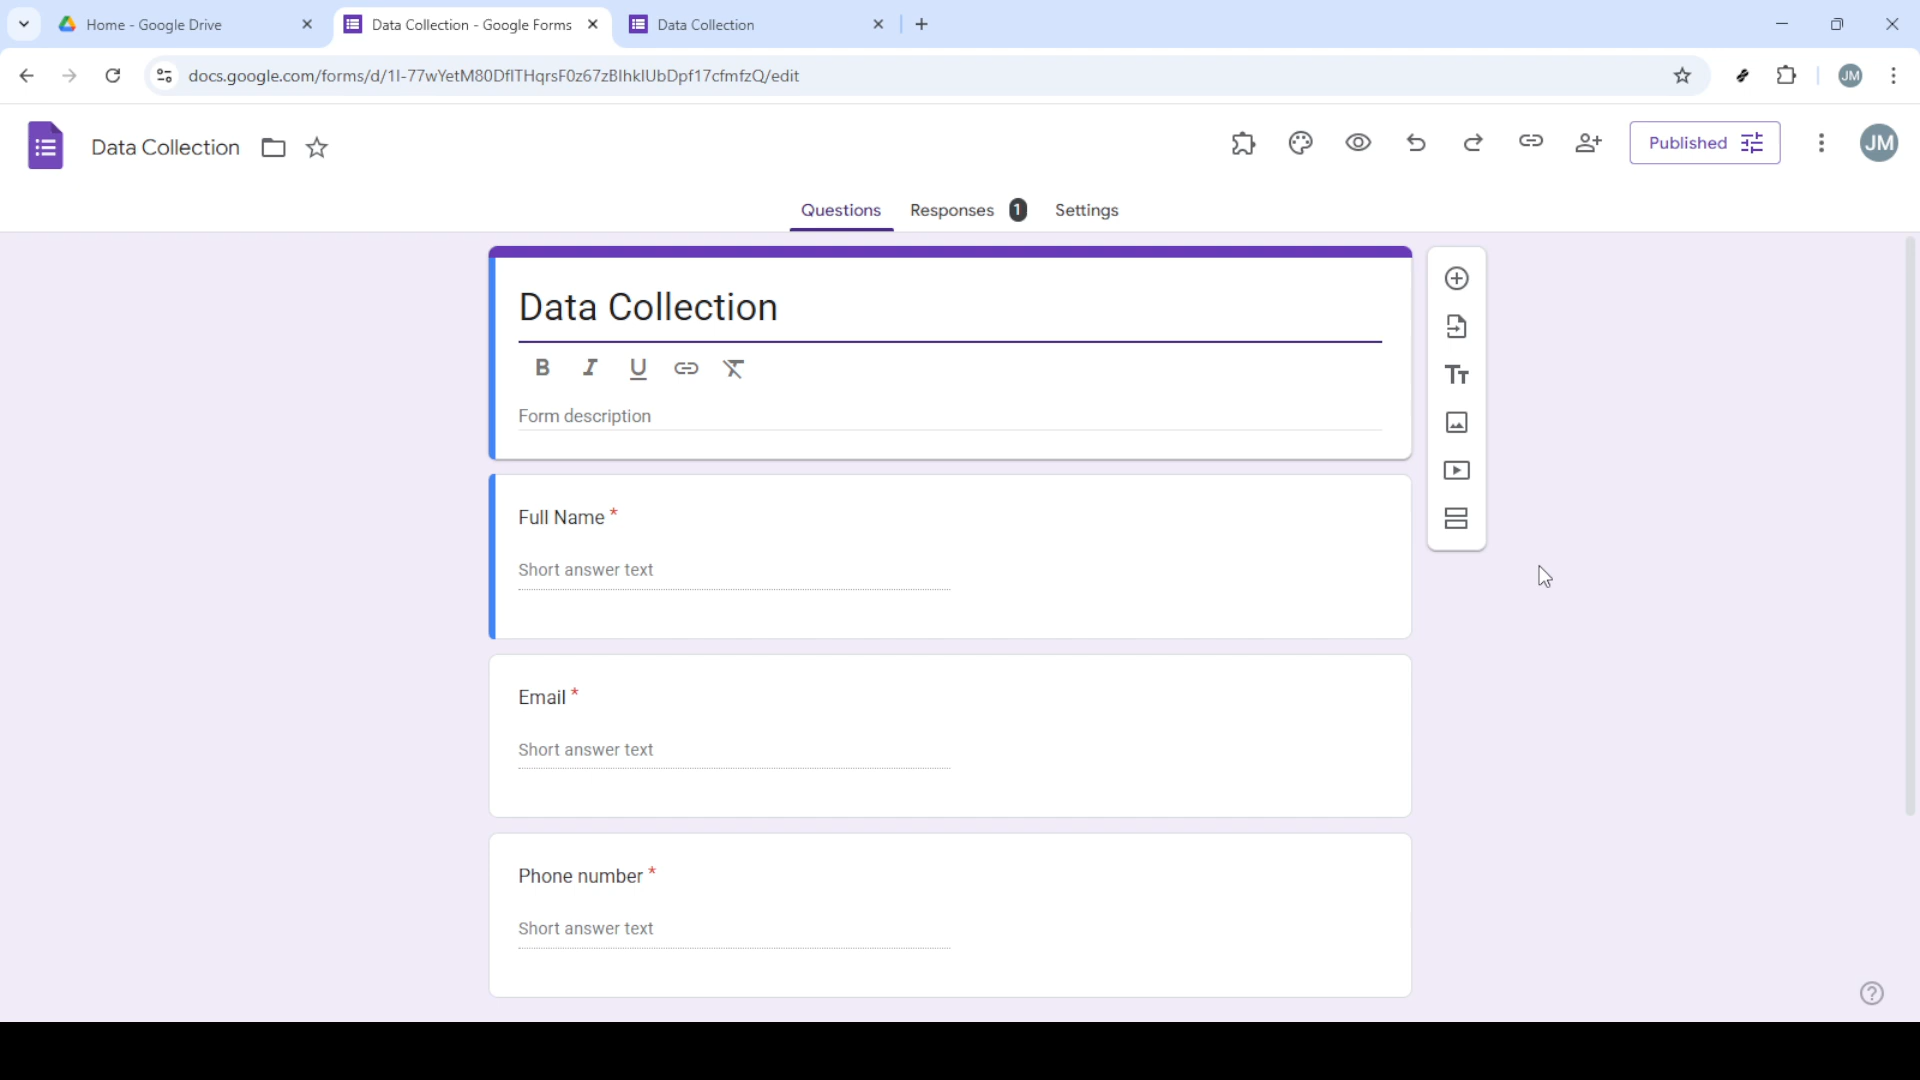 Home - Google Drive
Data Collection - Google Forms
Data Collection
docs.google.com/forms/d/1I-77wYetM80DfITHqrsF0z67zBIhkIUbDpf17cfmfzQ/edit
JM
Data Collection
Published
JM
Questions
Responses 1
Settings
Data Collection
B I U
Form description
Full Name *
Short answer text
Email *
Short answer text
Phone number *
Short answer text